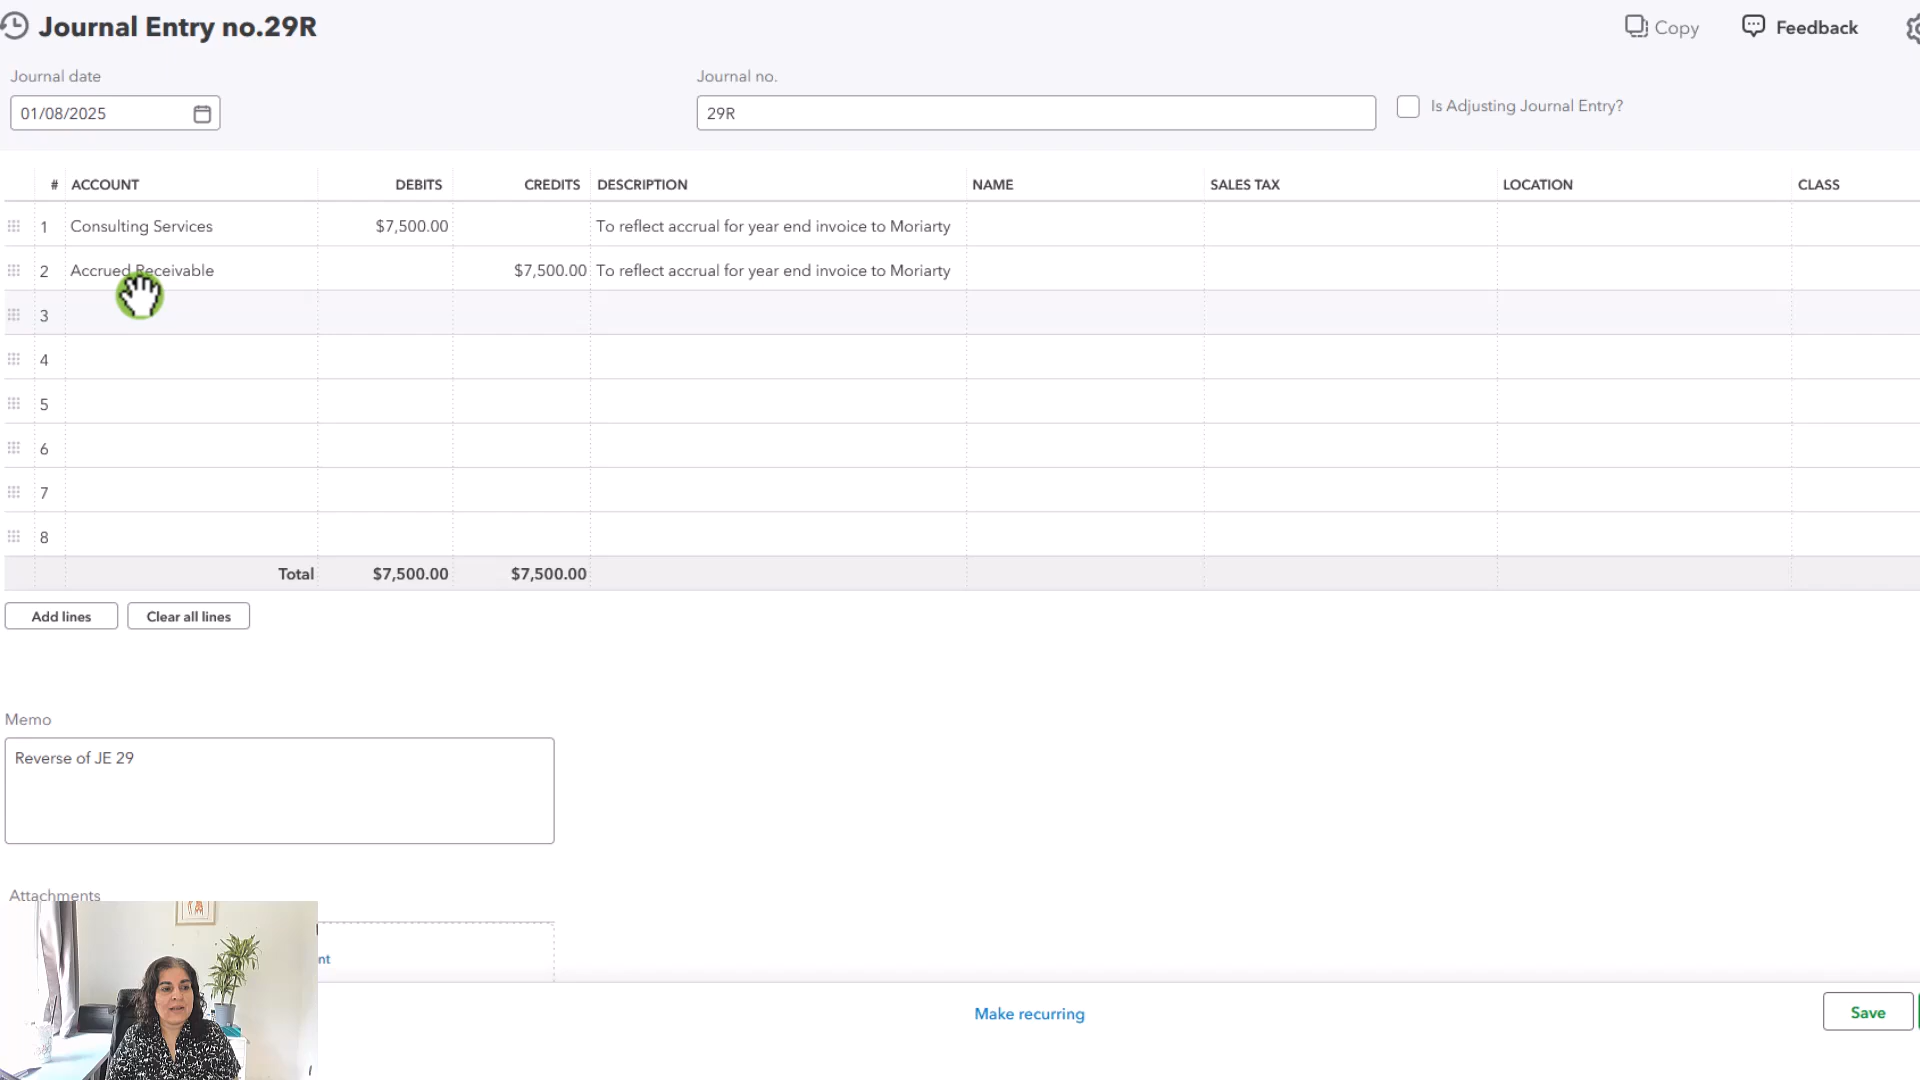 Journal Entry no.29R
Copy
Feedback
Journal date
Journal no.
01/08/2025
29R
Is Adjusting Journal Entry?
# ACCOUNT DEBITS CREDITS DESCRIPTION NAME SALES TAX LOCATION CLASS
1 Consulting Services $7,500.00 To reflect accrual for year end invoice to Moriarty
2 Accrued Receivable $7,500.00 To reflect accrual for year end invoice to Moriarty
3
4
5
6
7
8
Total $7,500.00 $7,500.00
Add lines Clear all lines
Memo
Reverse of JE 29
Attachments
nt
Make recurring
Save